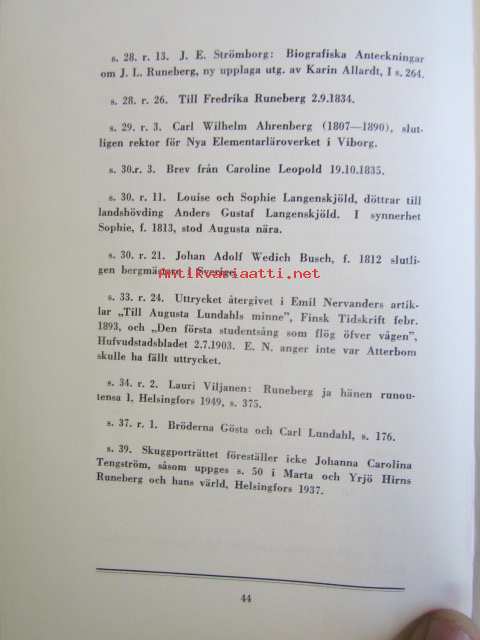 s. 28. r. 13. J. E. Strömborg: Biografiska Anteckningar
om J. L. Runeberg, ny upplaga utg. av Karin Allardt, I s. 264.
s. 28. r. 26. Till Fredrika Runeberg 2.9.1834.
s. 29. r. 3. Carl Wilhelm Ahrenberg (1807—1890), slut-
ligen rektor för Nya Elementarläroverket i Viborg.
s. 30.r. 3. Brev från Caroline Leopold 19.10.1835.
s. 30. r. 11. Louise och Sophie Langenskjöld, döttrar till
landshövding Anders Gustaf Langenskjöld. I synnerhet
Sophie, f. 1813, stod Augusta nära.
s. 30. r. 21. Johan Adolf Wedich Busch, f. 1812 slutli-
gen bergmästare i Sverige.
Antikvariaatti.net
s. 33. r. 24. Uttrycket återgivet i Emil Nervanders artik-
lar „Till Augusta Lundahls minne”, Finsk Tidskrift febr.
1893, och „Den första studentsång som flög öfver vågen”,
Hufvudstadsbladet 2.7.1903. E. N. anger inte var Atterbom
skulle ha fällt uttrycket.
s. 34. r. 2. Lauri Viljanen: Runeberg ja hänen runou-
tensa I, Helsingfors 1949, s. 375.
s. 37. r. 1. Bröderna Gösta och Carl Lundahl, s. 176.
s. 39. Skuggporträttet föreställer icke Johanna Carolina
Tengström, såsom uppges s. 50 i Marta och Yrjö Hirns
Runeberg och hans värld, Helsingfors 1937.
44